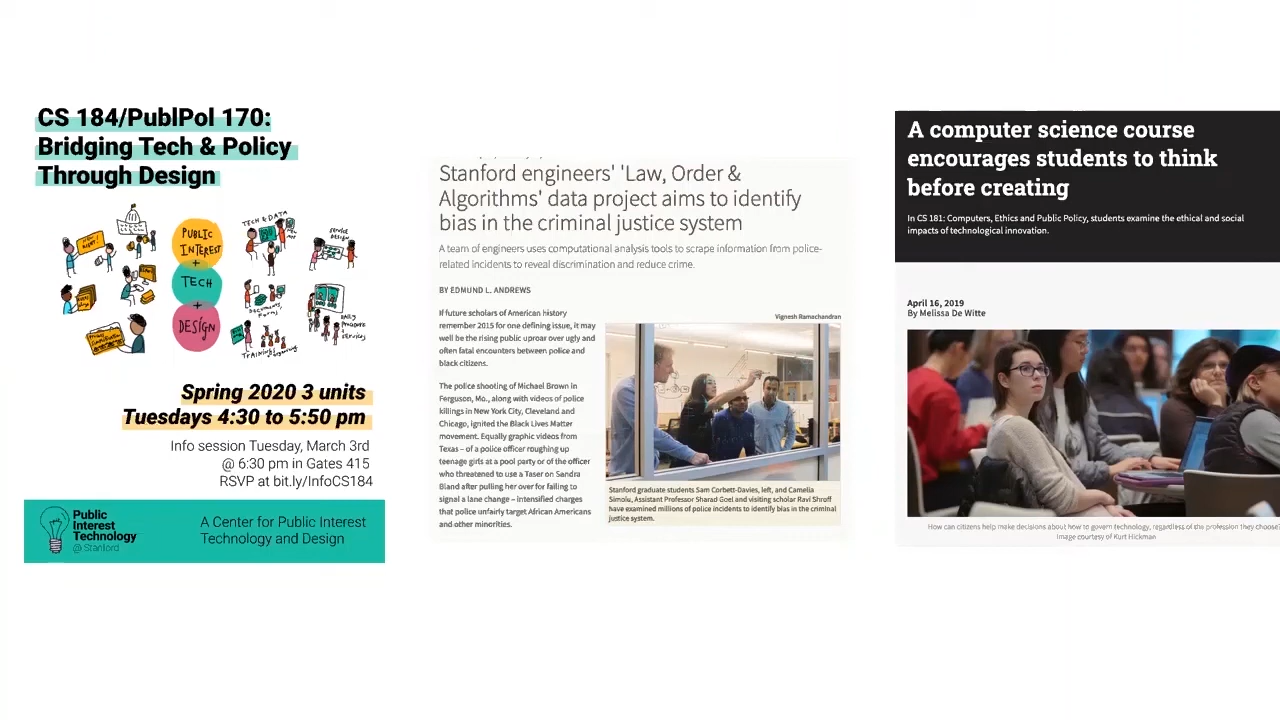 CS 184/PublPol 170:
Bridging Tech & Policy
Through Design
PUBLIC
INTEREST
+
TECH
+
DESIGN
TECH & DATA
SERVICE
DESIGN
DOCUMENTS,
FORMS
TRAINING
DAILY
SERVICES
Spring 2020 3 units
Tuesdays 4:30 to 5:50 pm
Info session Tuesday, March 3rd
@ 6:30 pm in Gates 415
RSVP at bit.ly/InfoCS184
Public
Interest
Technology
@ Stanford
A Center for Public Interest
Technology and Design
Stanford engineers' 'Law, Order &
Algorithms' data project aims to identify
bias in the criminal justice system
A team of engineers uses computational analysis tools to scrape information from police-
related incidents to reveal discrimination and reduce crime.
BY EDMUND L. ANDREWS
If future scholars of American history
remember 2015 for one defining issue, it may
well be the rising public uproar over ugly and
often fatal encounters between police and
black citizens.
The police shooting of Michael Brown in
Ferguson, Mo., along with videos of police
killings in New York City, Cleveland and
Chicago, ignited the Black Lives Matter
movement. Equally graphic videos from
Texas – of a police officer roughing up
teenage girls at a pool party or of the officer
who threatened to use a Taser on Sandra
Bland after pulling her over for failing to
signal a lane change – intensified charges
that police unfairly target African Americans
and other minorities.
Vignesh Ramachandran
Stanford graduate students Sam Corbett-Davies, left, and Camelia
Simoiu, Assistant Professor Sharad Goel and visiting scholar Ravi Shroff
have examined millions of police incidents to identify bias in the criminal
justice system.
A computer science course
encourages students to think
before creating
In CS 181: Computers, Ethics and Public Policy, students examine the ethical and social
impacts of technological innovation.
April 16, 2019
By Melissa De Witte
How can citizens help make decisions about how to govern technology, regardless of the profession they choose?
Image courtesy of Kurt Hickman